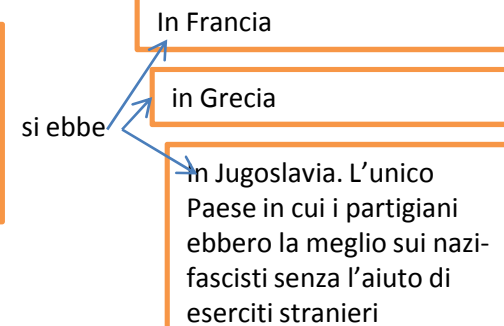 In Francia
in Grecia
si ebbe
In Jugoslavia. L’unico
Paese in cui i partigiani
ebbero la meglio sui nazi-
fascisti senza l’aiuto di
eserciti stranieri